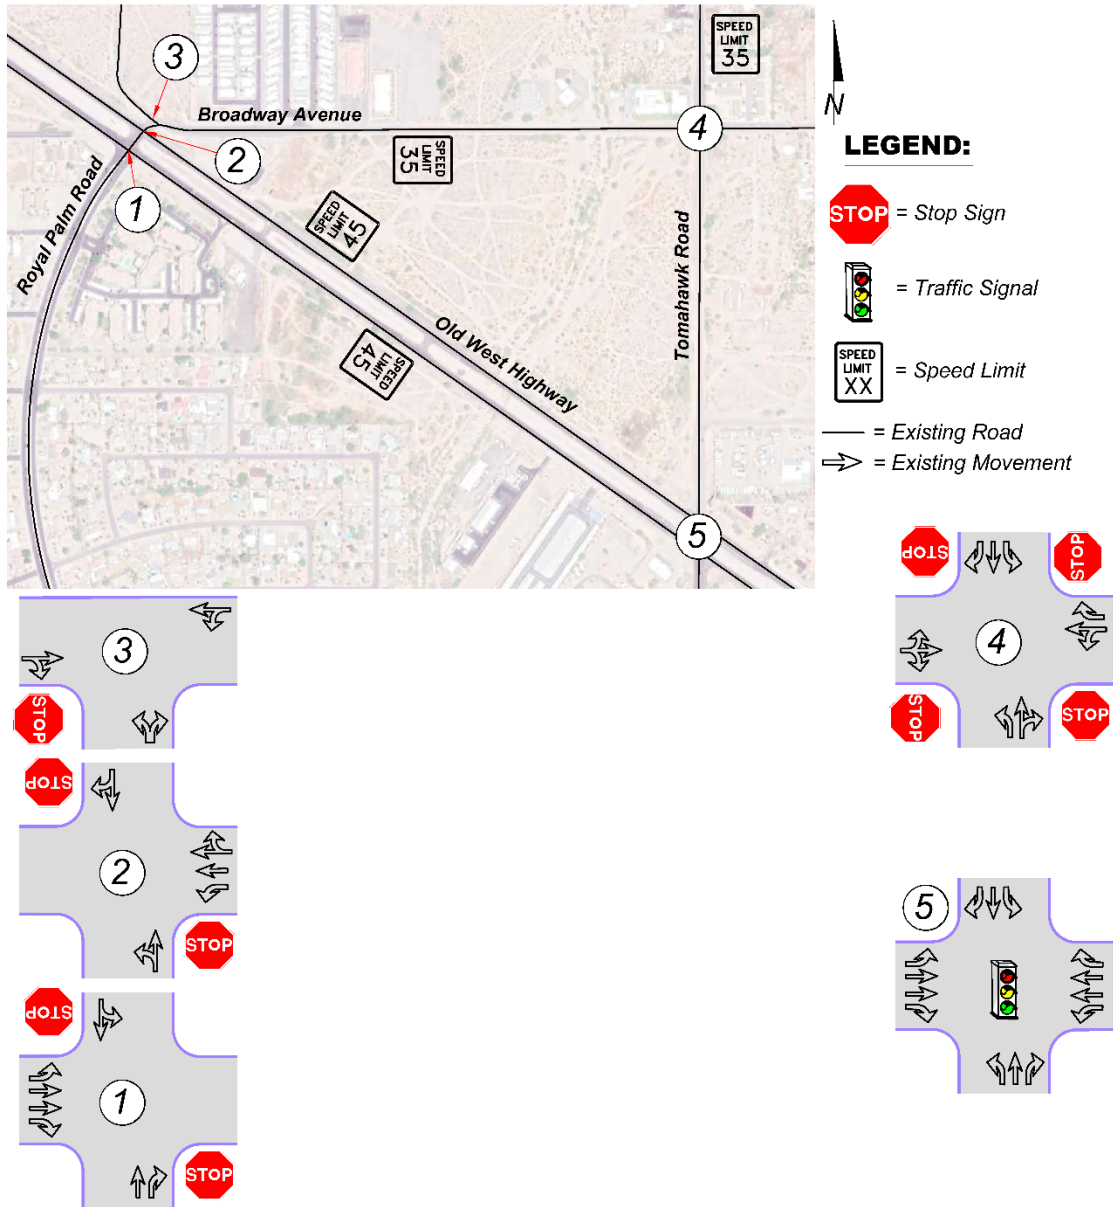 SPEED
LIMIT
35
3
Broadway Avenue
4
N
2
SPEED
LIMIT
35
SPEED
LEGEND:
1
Royal Palm Road
SPEED
LIMIT
45
STOP = Stop Sign
Tomahawk Road
= Traffic Signal
Old West Highway
SPEED
LIMIT
45
SPEED
LIMIT
XX
= Speed Limit
= Existing Road
= Existing Movement
5
STOP
STOP
3
4
STOP
STOP
STOP
STOP
2
5
STOP
STOP
1
STOP